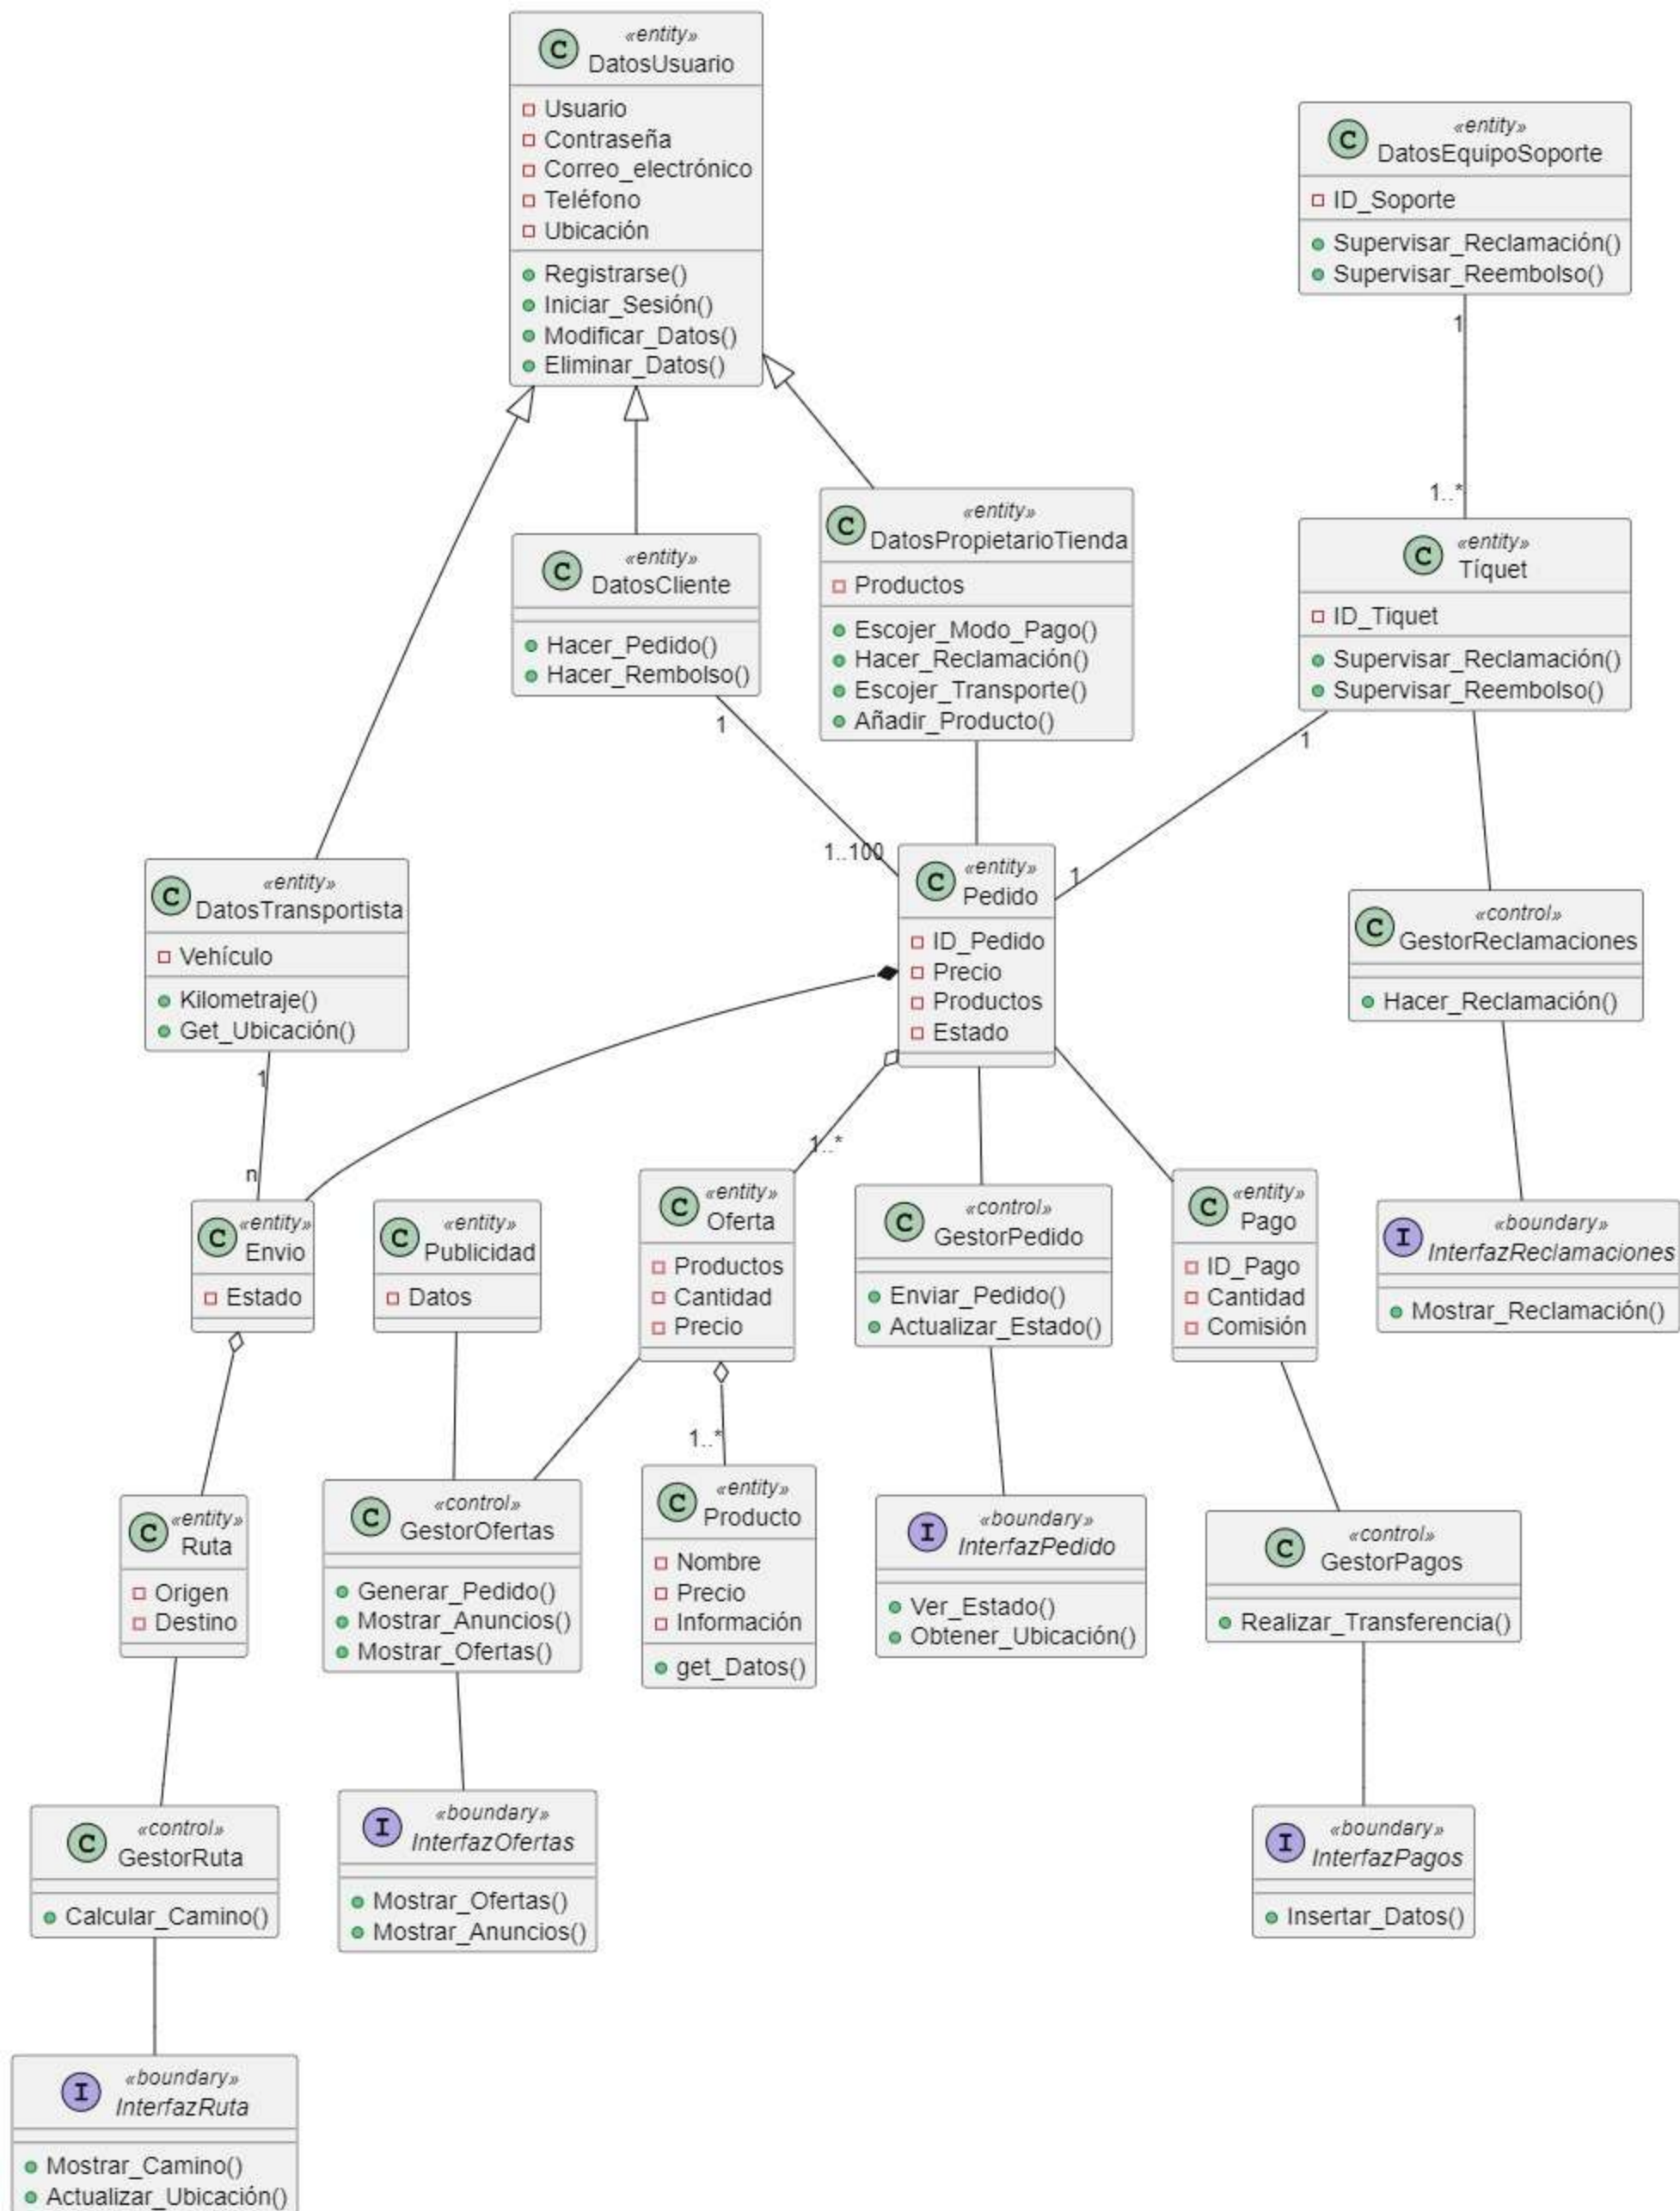 «entity»
C DatosUsuario
Usuario
Contraseña
Correo_electrónico
Teléfono
Ubicación
Registrarse()
Iniciar_Sesión()
Modificar_Datos()
Eliminar_Datos()
«entity»
C DatosEquipoSoporte
ID_Soporte
Supervisar_Reclamación()
Supervisar_Reembolso()
1
1..*
«entity»
C DatosCliente
Hacer_Pedido()
Hacer_Rembolso()
1
1..100
«entity»
C DatosPropietarioTienda
Productos
Escojer_Modo_Pago()
Hacer_Reclamación()
Escojer_Transporte()
Añadir_Producto()
«entity»
C Tíquet
ID_Tiquet
Supervisar_Reclamación()
Supervisar_Reembolso()
1
1
«entity»
C DatosTransportista
Vehículo
Kilometraje()
Get_Ubicación()
1
n
«entity»
C Pedido
ID_Pedido
Precio
Productos
Estado
1..*
«control»
C GestorReclamaciones
Hacer_Reclamación()
«entity»
C Envio
Estado
«entity»
C Publicidad
Datos
«entity»
C Oferta
Productos
Cantidad
Precio
1..*
«control»
C GestorPedido
Enviar_Pedido()
Actualizar_Estado()
«entity»
C Pago
ID_Pago
Cantidad
Comisión
«boundary»
I InterfazReclamaciones
Mostrar_Reclamación()
«entity»
C Ruta
Origen
Destino
«control»
C GestorOfertas
Generar_Pedido()
Mostrar_Anuncios()
Mostrar_Ofertas()
«entity»
C Producto
Nombre
Precio
Información
get_Datos()
«boundary»
I InterfazPedido
Ver_Estado()
Obtener_Ubicación()
«control»
C GestorPagos
Realizar_Transferencia()
«control»
C GestorRuta
Calcular_Camino()
«boundary»
I InterfazOfertas
Mostrar_Ofertas()
Mostrar_Anuncios()
«boundary»
I InterfazPagos
Insertar_Datos()
«boundary»
I InterfazRuta
Mostrar_Camino()
Actualizar_Ubicación()